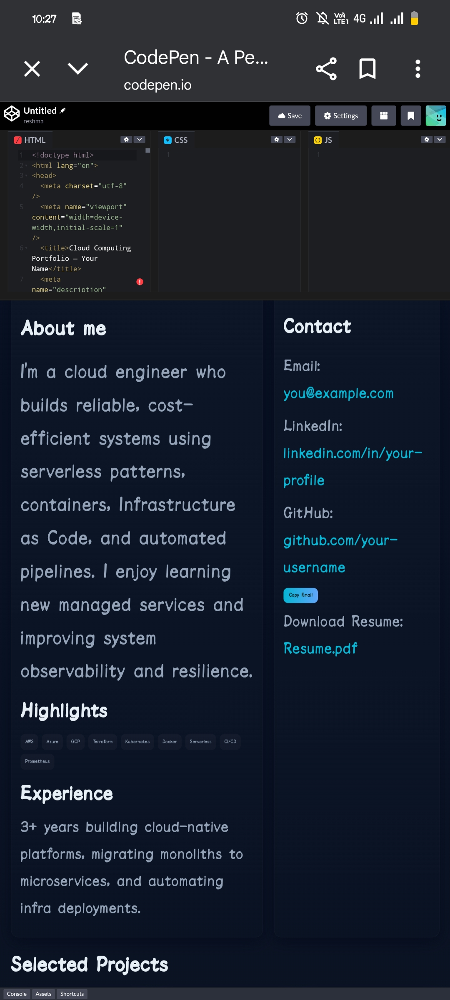 10:27
Vo)) LTE1 4G
CodePen - A Pe...
codepen.io
Untitled
reshma
Save
Settings
HTML
CSS
JS
1 <!doctype html>
2 <html lang="en">
3 <head>
4 <meta charset="utf-8"
/>
5 <meta name="viewport"
content="width=device-
width,initial-scale=1"
/>
6 <title>Cloud Computing
Portfolio — Your
Name</title>
7 <meta
name="description"
1
1
About me
I'm a cloud engineer who
builds reliable, cost-
efficient systems using
serverless patterns,
containers, Infrastructure
as Code, and automated
pipelines. I enjoy learning
new managed services and
improving system
observability and resilience.
Highlights
AWS Azure GCP Terraform Kubernetes Docker Serverless CI/CD
Prometheus
Experience
3+ years building cloud-native
platforms, migrating monoliths to
microservices, and automating
infra deployments.
Contact
Email:
you@example.com
LinkedIn:
linkedin.com/in/your-
profile
GitHub:
github.com/your-
username
Copy Email
Download Resume:
Resume.pdf
Selected Projects
Console Assets Shortcuts